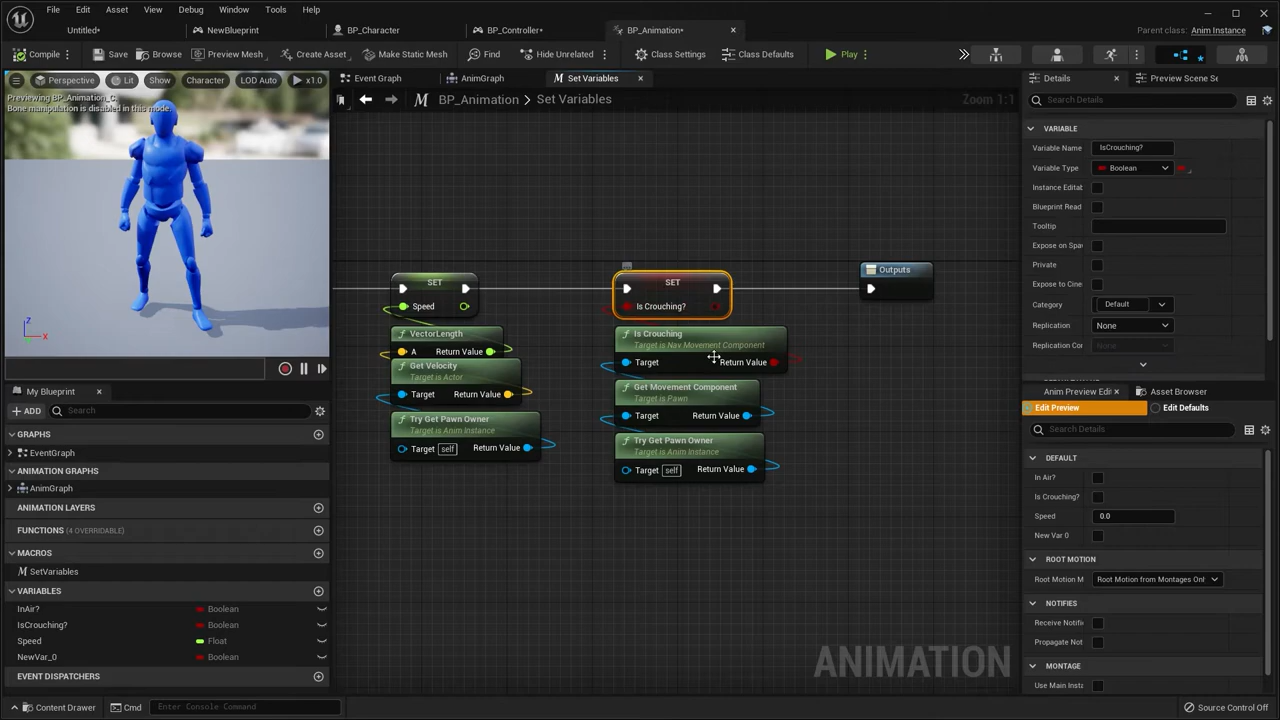 File Edit Asset View Debug Window Tools Help
Untitled* NewBlueprint BP_Character BP_Controller* BP_Animation*
Parent class: Anim Instance
Compile Save Browse Preview Mesh Create Asset Make Static Mesh Find Hide Unrelated Class Settings Class Defaults Play
Perspective Lit Show Character LOD Auto x1.0
Previewing BP_Animation_C.
Bone manipulation is disabled in this mode.
Z
X
Event Graph AnimGraph Set Variables
BP_Animation > Set Variables Zoom 1:1
SET
Speed
VectorLength
A Return Value
Get Velocity
Target is Actor
Target Return Value
Try Get Pawn Owner
Target is Anim Instance
Target self Return Value
SET
Is Crouching?
Is Crouching
Target is Nav Movement Component
Target Return Value
Get Movement Component
Target is Pawn
Target Return Value
Try Get Pawn Owner
Target is Anim Instance
Target self Return Value
Outputs
ANIMATION
My Blueprint
ADD Search
GRAPHS
EventGraph
ANIMATION GRAPHS
AnimGraph
ANIMATION LAYERS
FUNCTIONS (4 OVERRIDABLE)
MACROS
SetVariables
VARIABLES
InAir? Boolean
IsCrouching? Boolean
Speed Float
NewVar_0 Boolean
EVENT DISPATCHERS
Details Preview Scene Se
Search Details
VARIABLE
Variable Name IsCrouching?
Variable Type Boolean
Instance Editab
Blueprint Read
Tooltip
Expose on Spa
Private
Expose to Cine
Category Default
Replication None
Replication Co None
Anim Preview Edit Asset Browser
Edit Preview Edit Defaults
Search Details
DEFAULT
In Air?
Is Crouching?
Speed 0.0
New Var 0
ROOT MOTION
Root Motion M Root Motion from Montages Onl
NOTIFIES
Receive Notifi
Propagate Not
MONTAGE
Use Main Insta
Content Drawer Cmd Enter Console Command
Source Control Off